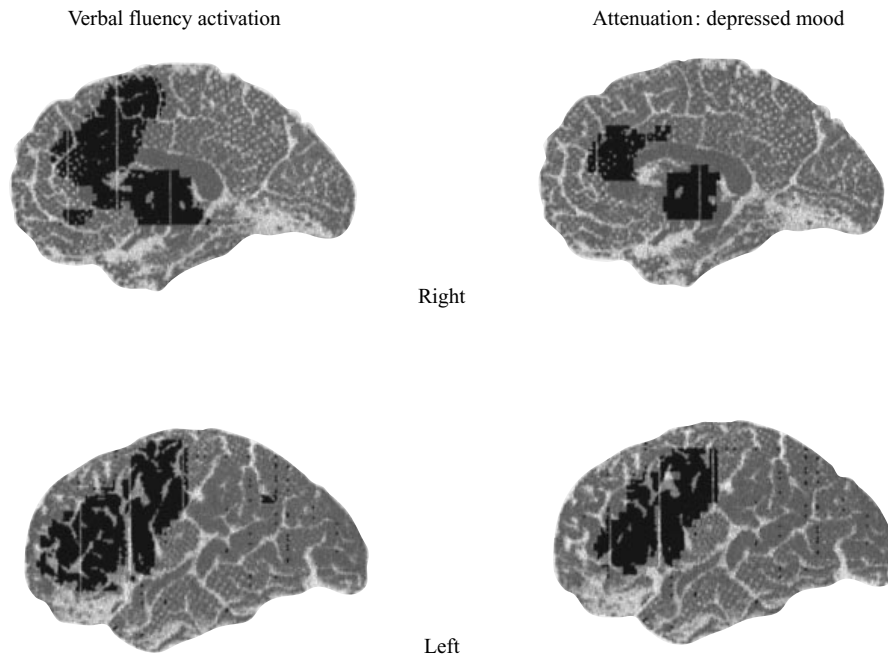 Verbal fluency activation
Attenuation: depressed mood
Right
Left